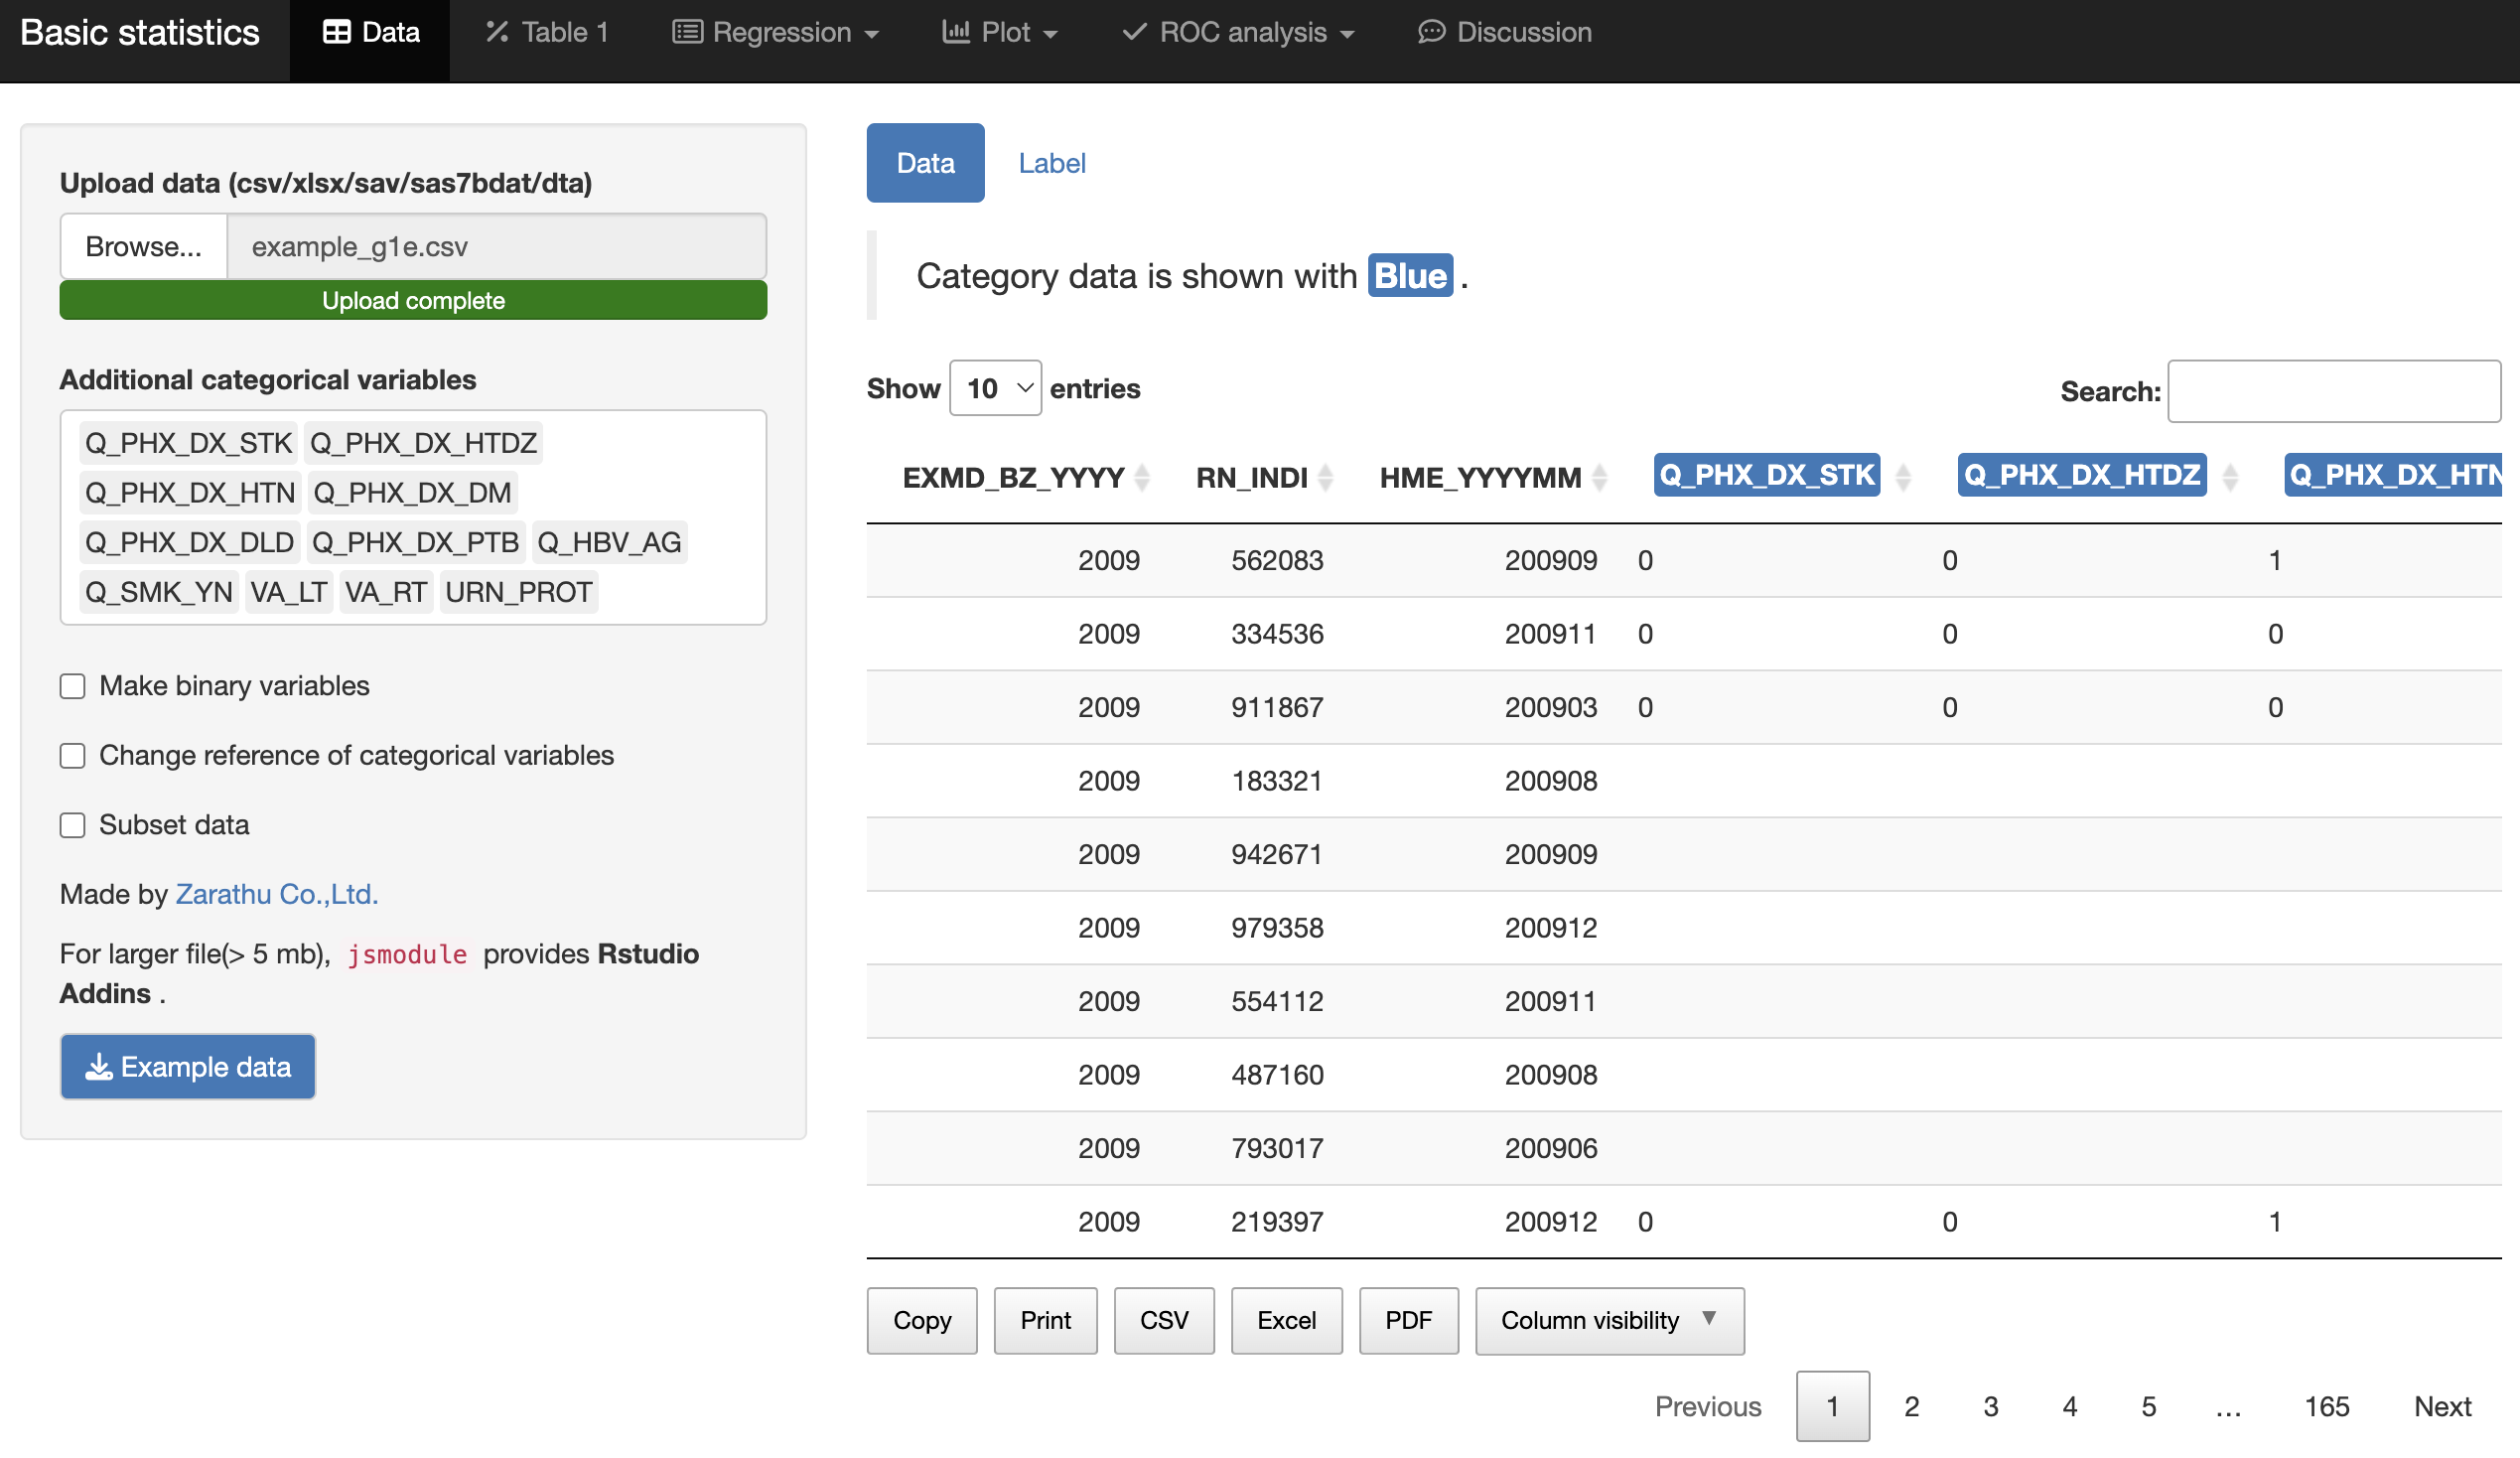 Basic statistics Data Table 1 Regression Plot ROC analysis Discussion
Upload data (csv/xlsx/sav/sas7bdat/dta)
Browse... example_g1e.csv
Upload complete
Additional categorical variables
Q_PHX_DX_STK Q_PHX_DX_HTDZ
Q_PHX_DX_HTN Q_PHX_DX_DM
Q_PHX_DX_DLD Q_PHX_DX_PTB Q_HBV_AG
Q_SMK_YN VA_LT VA_RT URN_PROT
Make binary variables
Change reference of categorical variables
Subset data
Made by Zarathu Co.,Ltd.
For larger file(> 5 mb), jsmodule provides Rstudio
Addins .
Example data
Data Label
Category data is shown with Blue .
Show 10 entries Search:
EXMD_BZ_YYYY RN_INDI HME_YYYYMM Q_PHX_DX_STK Q_PHX_DX_HTDZ Q_PHX_DX_HTN
2009 562083 200909 0 0 1
2009 334536 200911 0 0 0
2009 911867 200903 0 0 0
2009 183321 200908
2009 942671 200909
2009 979358 200912
2009 554112 200911
2009 487160 200908
2009 793017 200906
2009 219397 200912 0 0 1
Copy Print CSV Excel PDF Column visibility ▼
Previous 1 2 3 4 5 ... 165 Next